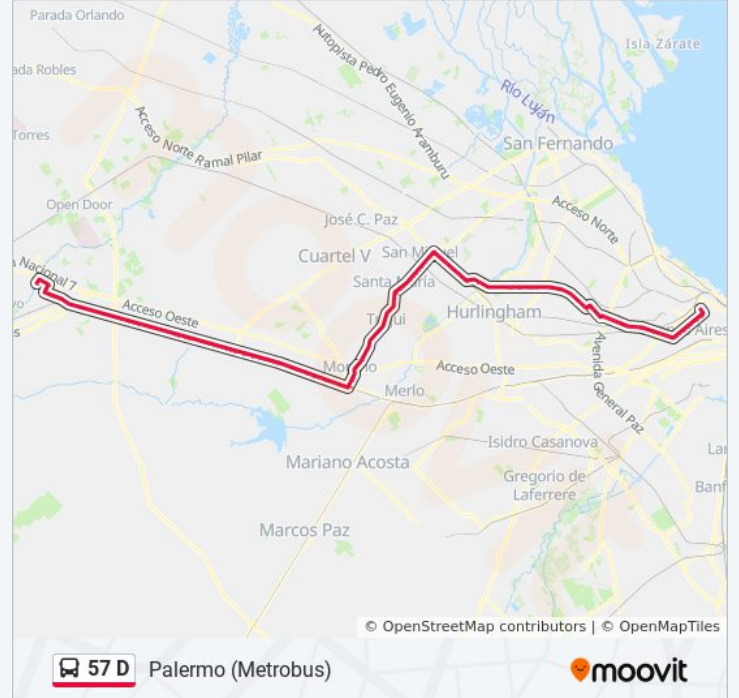 Parada Orlando
Isla Zárate
Autopista Pedro Eugenio Aramburu
ada Robles
Río Luján
Torres
Acceso Norte Ramal Pilar
San Fernando
Open Door
Acceso Norte
José C. Paz
Cuartel V
San Miguel
Nacional 7
Santa María
Acceso Oeste
Hurlingham
Aires
Avenida General Paz
Acceso Oeste
Merlo
Isidro Casanova
Mariano Acosta
Lan
Gregorio de
Laferrere
Banf
Marcos Paz
© OpenStreetMap contributors | © OpenMapTiles
57 D Palermo (Metrobus) moovit